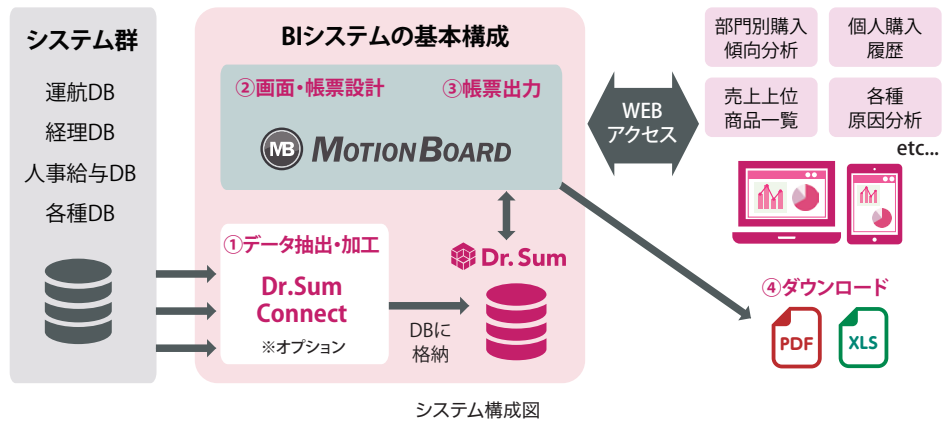 システム群
運航DB
経理DB
人事給与DB
各種DB
BIシステムの基本構成
②画面・帳票設計
③帳票出力
MB MOTIONBOARD
①データ抽出・加工
Dr.Sum
Connect
※オプション
DBに
格納
Dr.Sum
WEB
アクセス
部門別購入
傾向分析
個人購入
履歴
売上上位
商品一覧
各種
原因分析
etc...
④ダウンロード
PDF
XLS
システム構成図